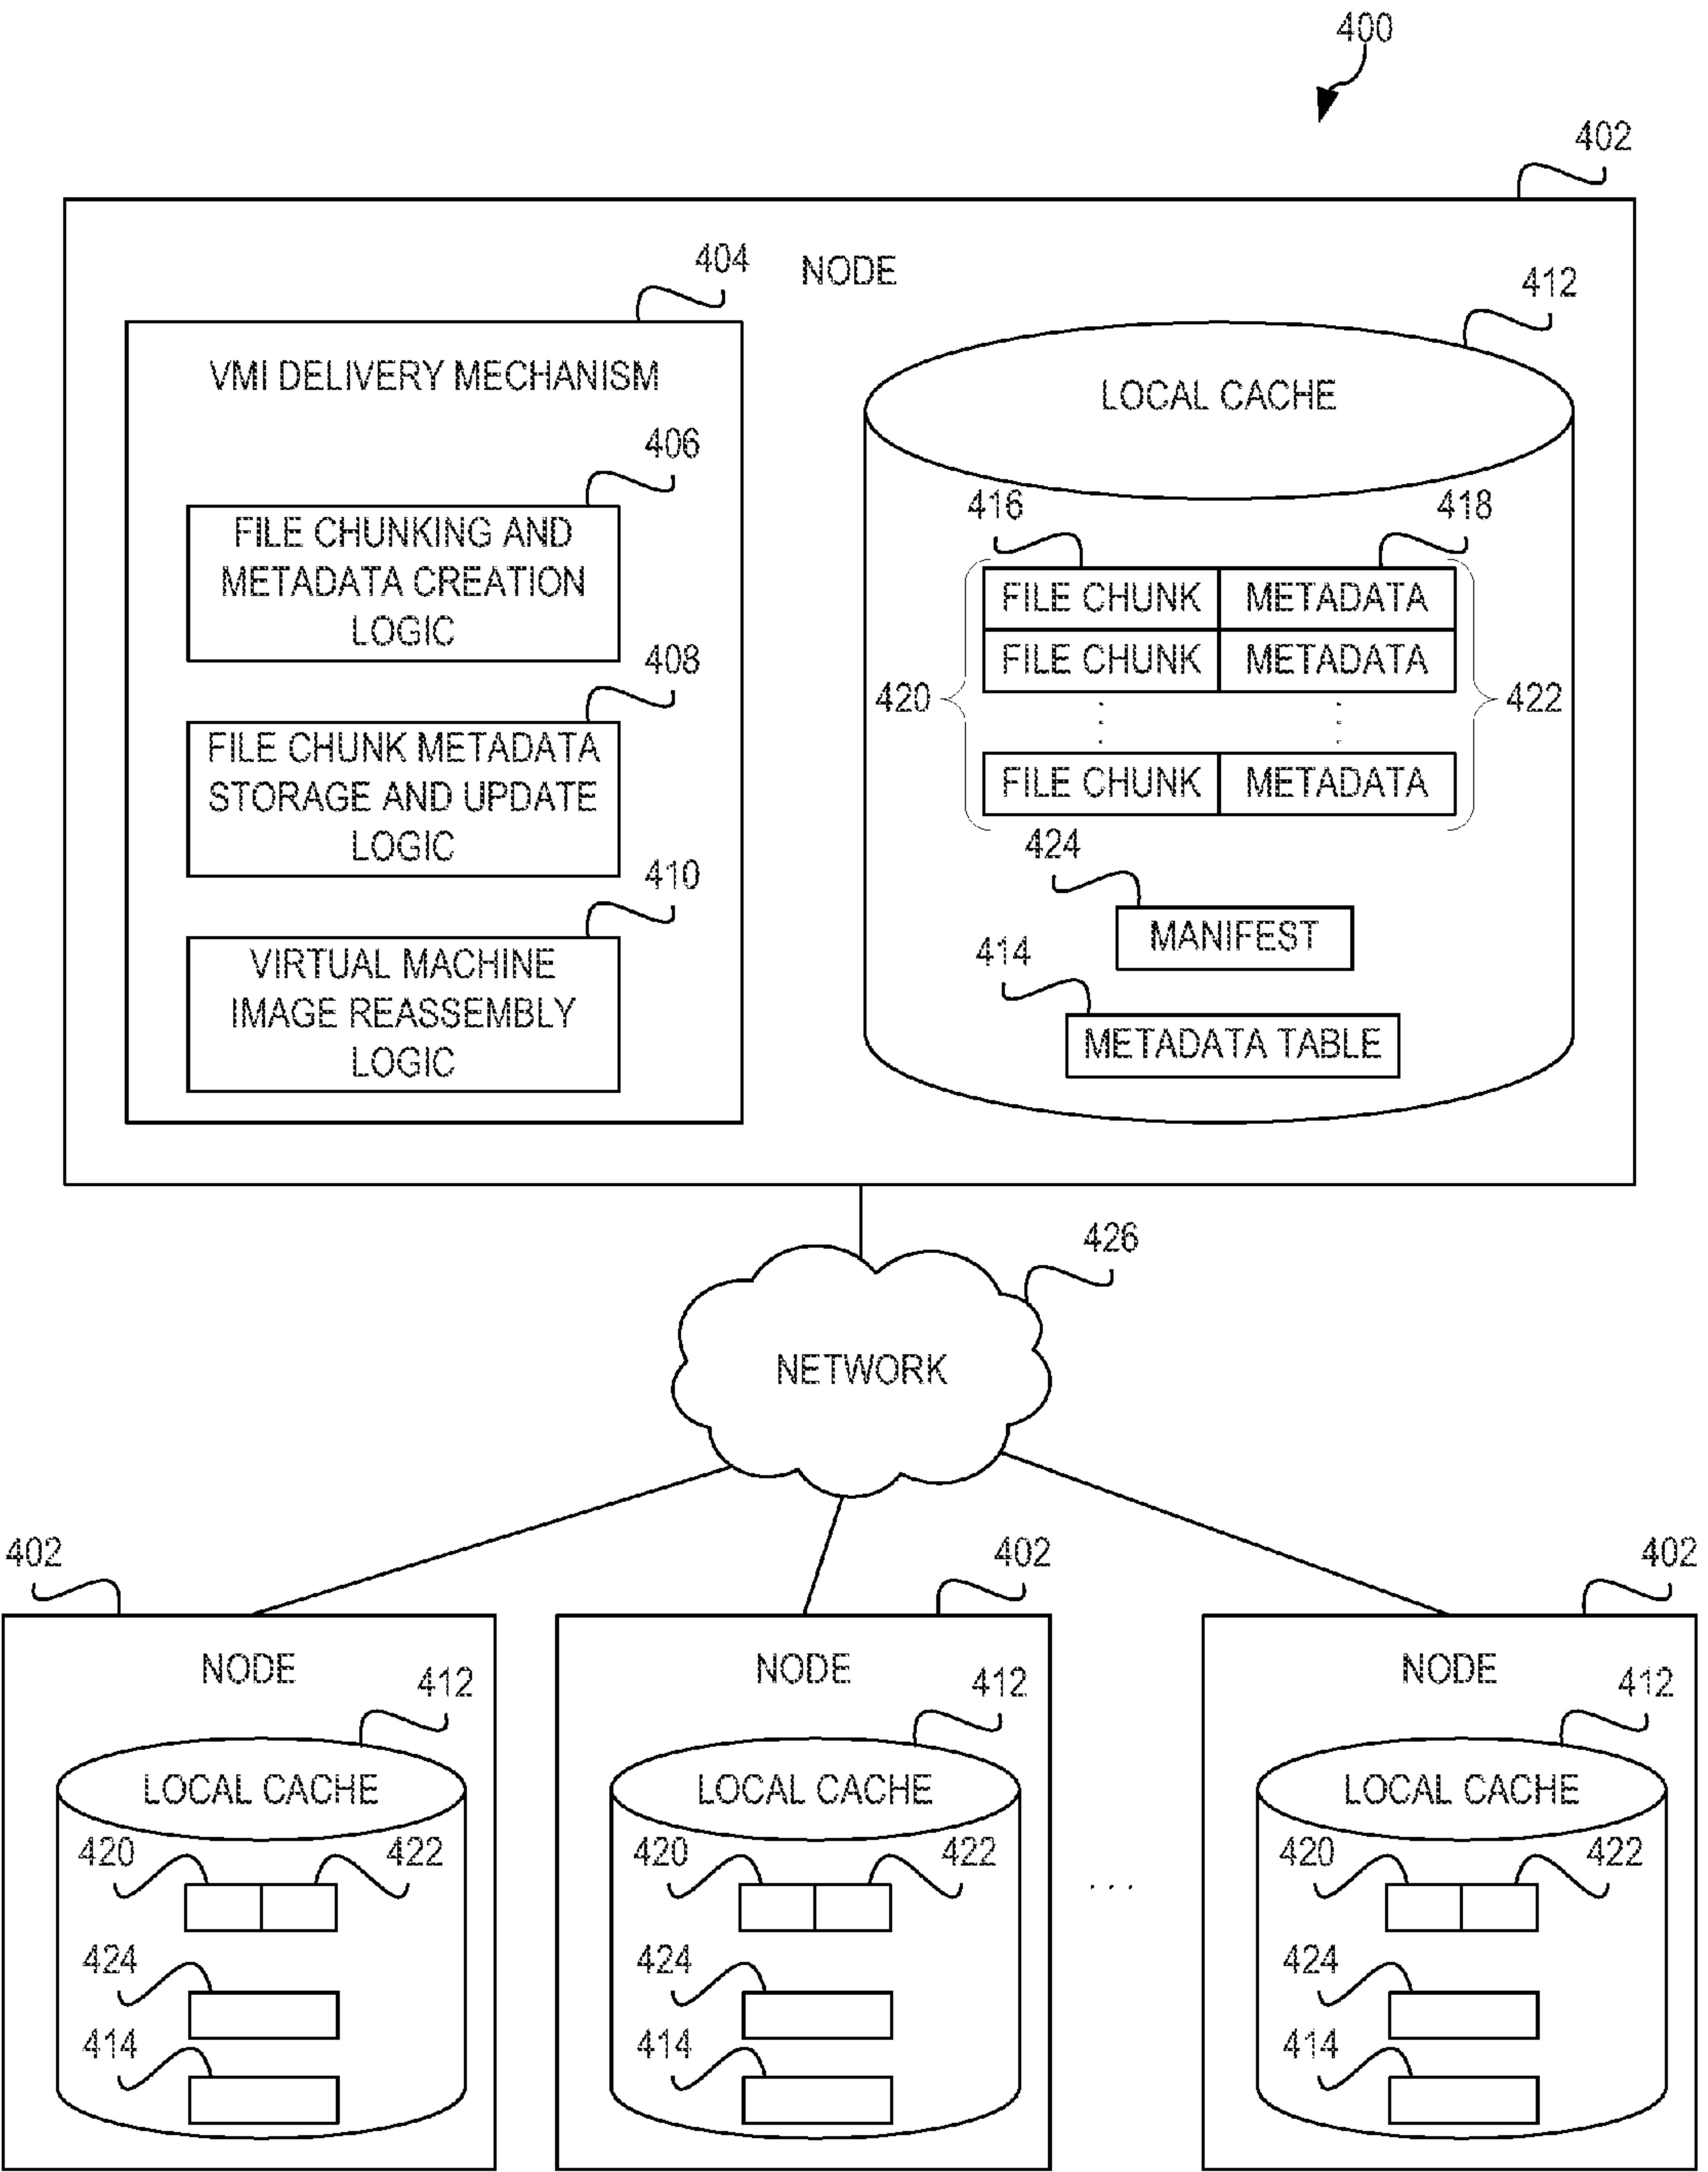 400
402
404
NODE
412
VMI DELIVERY MECHANISM
LOCAL CACHE
406
FILE CHUNKING AND
METADATA CREATION
LOGIC
408
FILE CHUNK METADATA
STORAGE AND UPDATE
LOGIC
410
VIRTUAL MACHINE
IMAGE REASSEMBLY
LOGIC
416 418
FILE CHUNK METADATA
FILE CHUNK METADATA
420 422
. .
. .
. .
FILE CHUNK METADATA
424
MANIFEST
414
METADATA TABLE
426
NETWORK
402
NODE
412
LOCAL CACHE
420 422
424
414
402
NODE
412
LOCAL CACHE
420 422
424
414
. . .
402
NODE
412
LOCAL CACHE
420 422
424
414